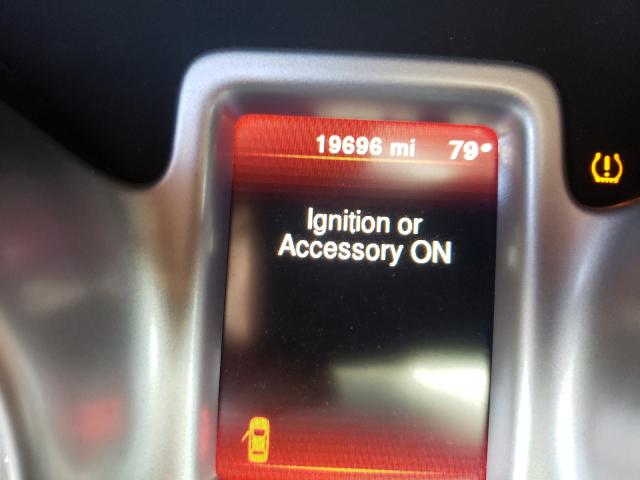 19696 mi 79°
Ignition or
Accessory ON